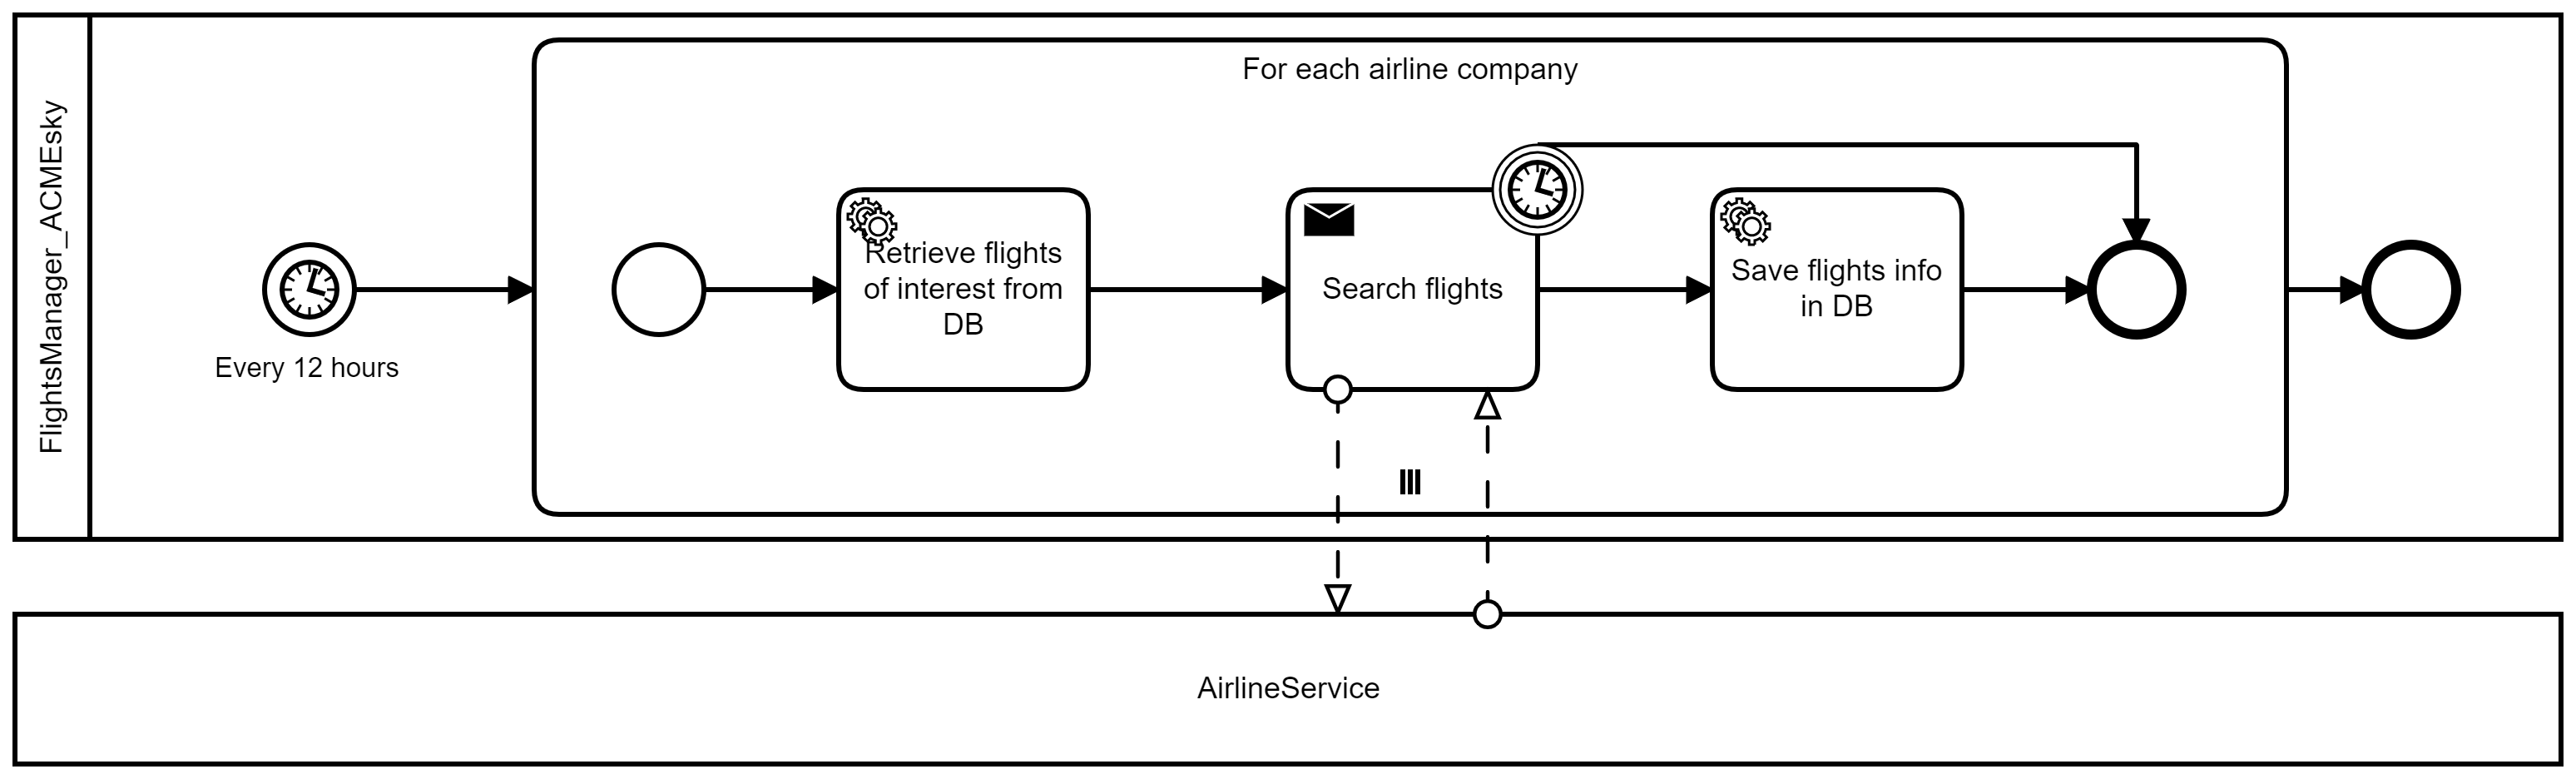 FlightsManager_ACMEsky
For each airline company
Every 12 hours
Retrieve flights
of interest from
DB
Search flights
Save flights info
in DB
AirlineService